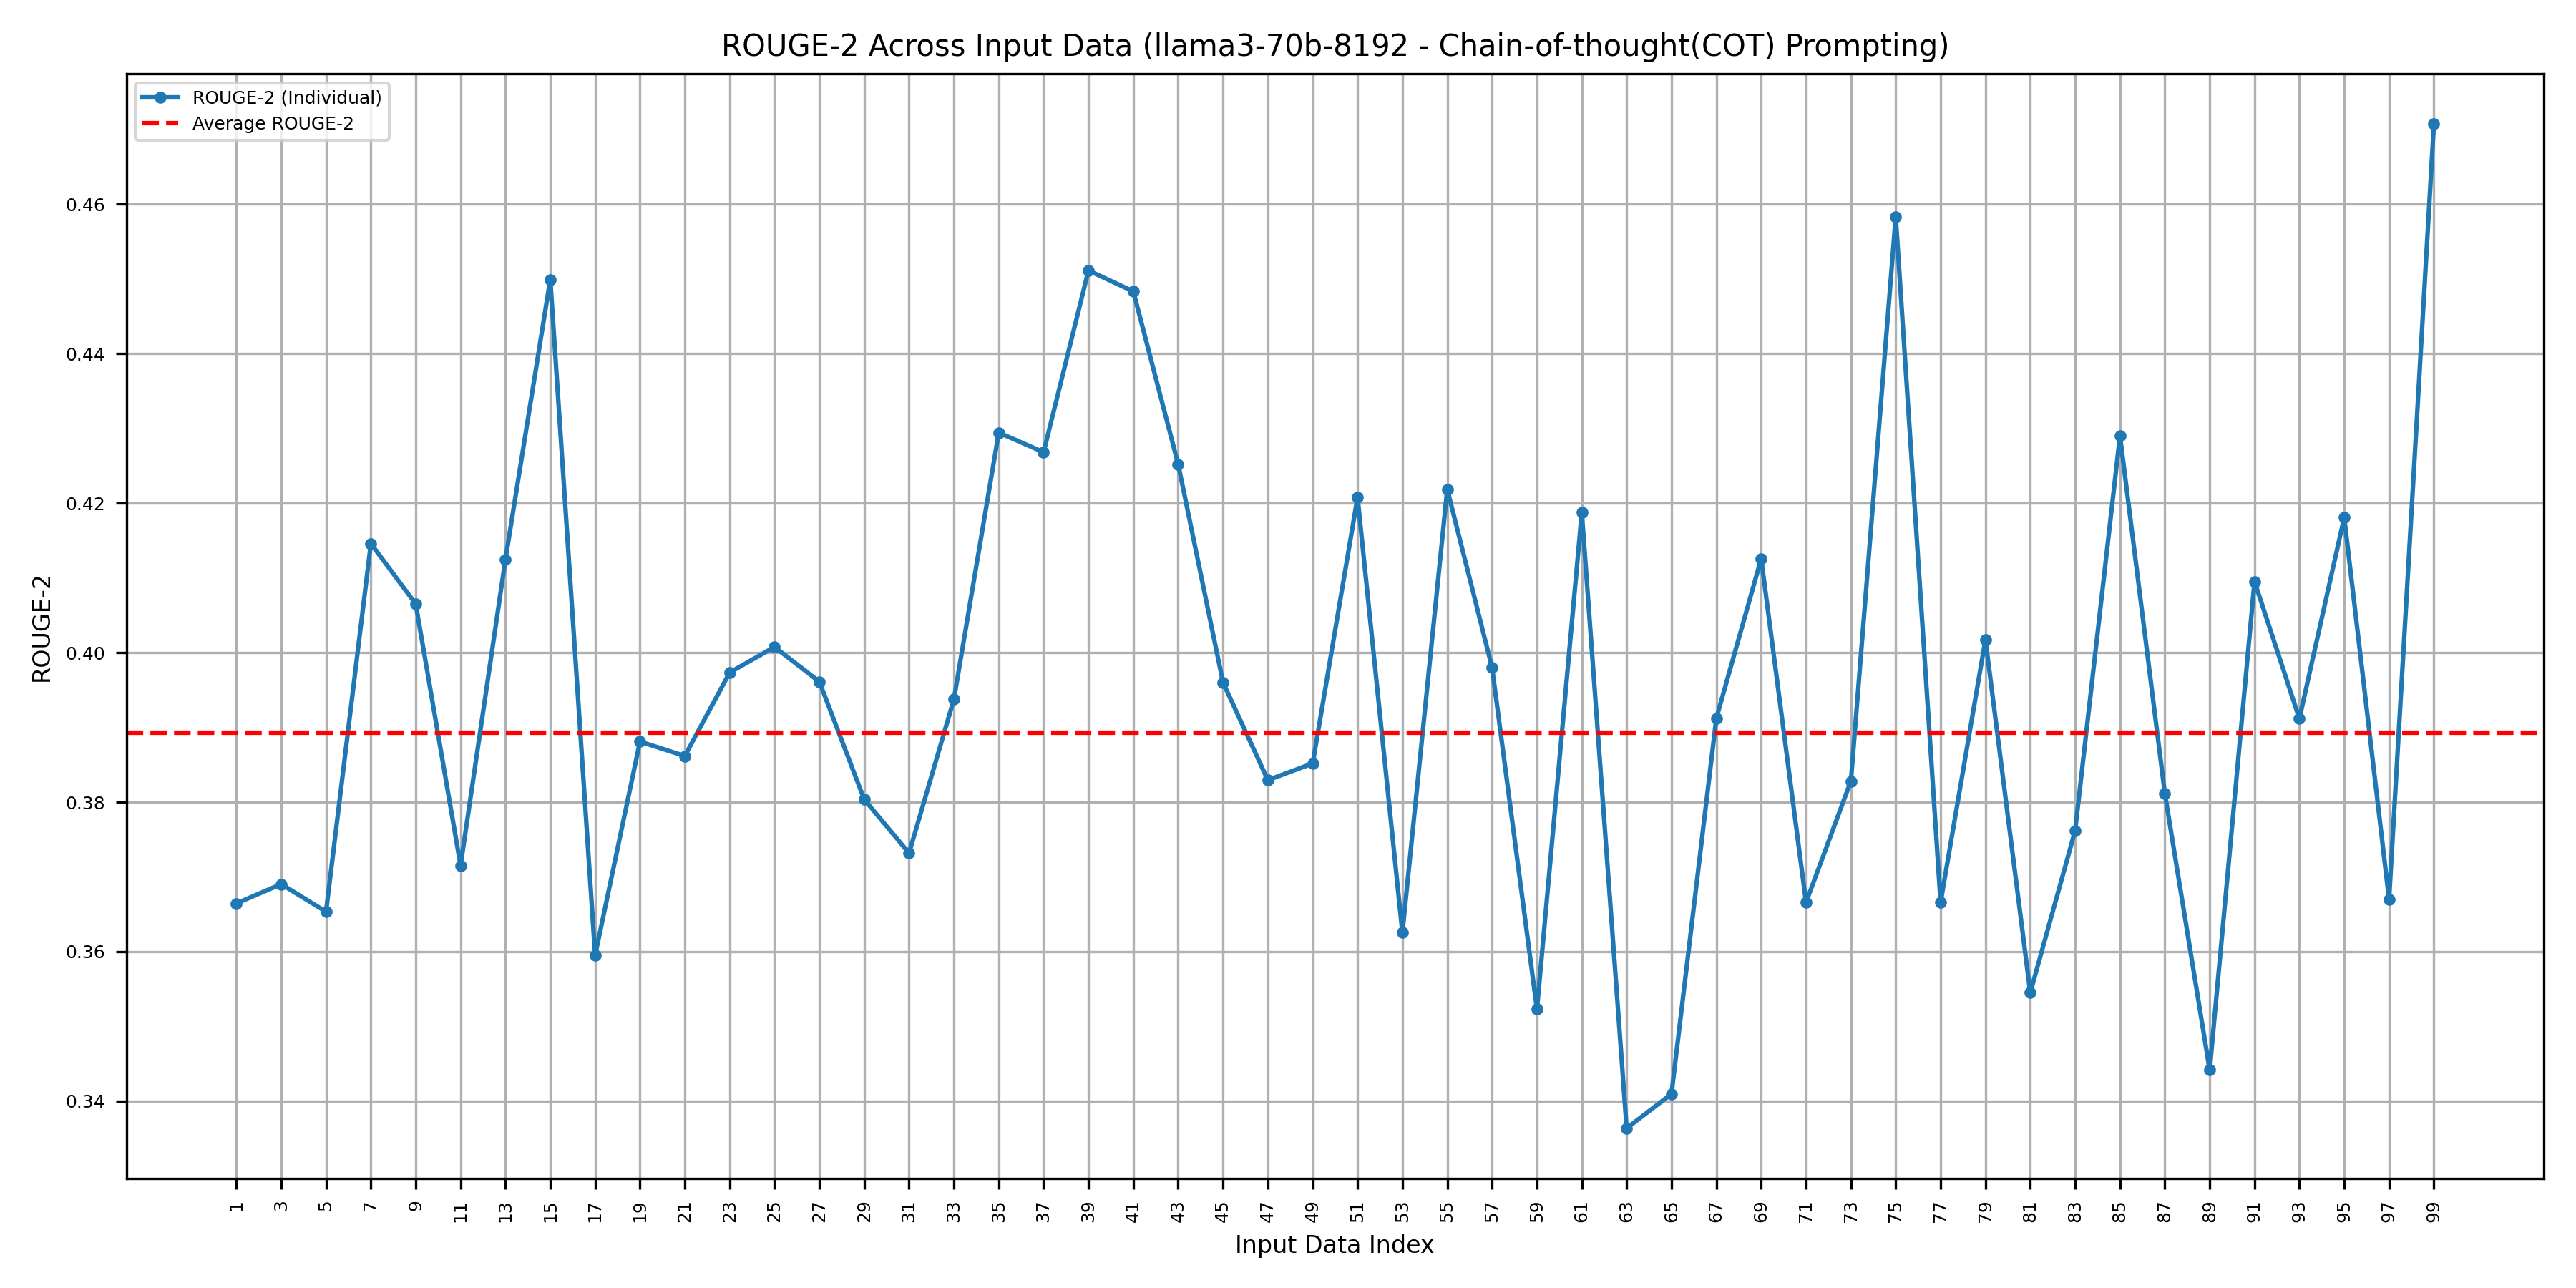 ROUGE-2 Across Input Data (llama3-70b-8192 - Chain-of-thought(COT) Prompting)
ROUGE-2 (Individual)
Average ROUGE-2
ROUGE-2
0.46
0.44
0.42
0.40
0.38
0.36
0.34
1 3 5 7 9 11 13 15 17 19 21 23 25 27 29 31 33 35 37 39 41 43 45 47 49 51 53 55 57 59 61 63 65 67 69 71 73 75 77 79 81 83 85 87 89 91 93 95 97 99
Input Data Index